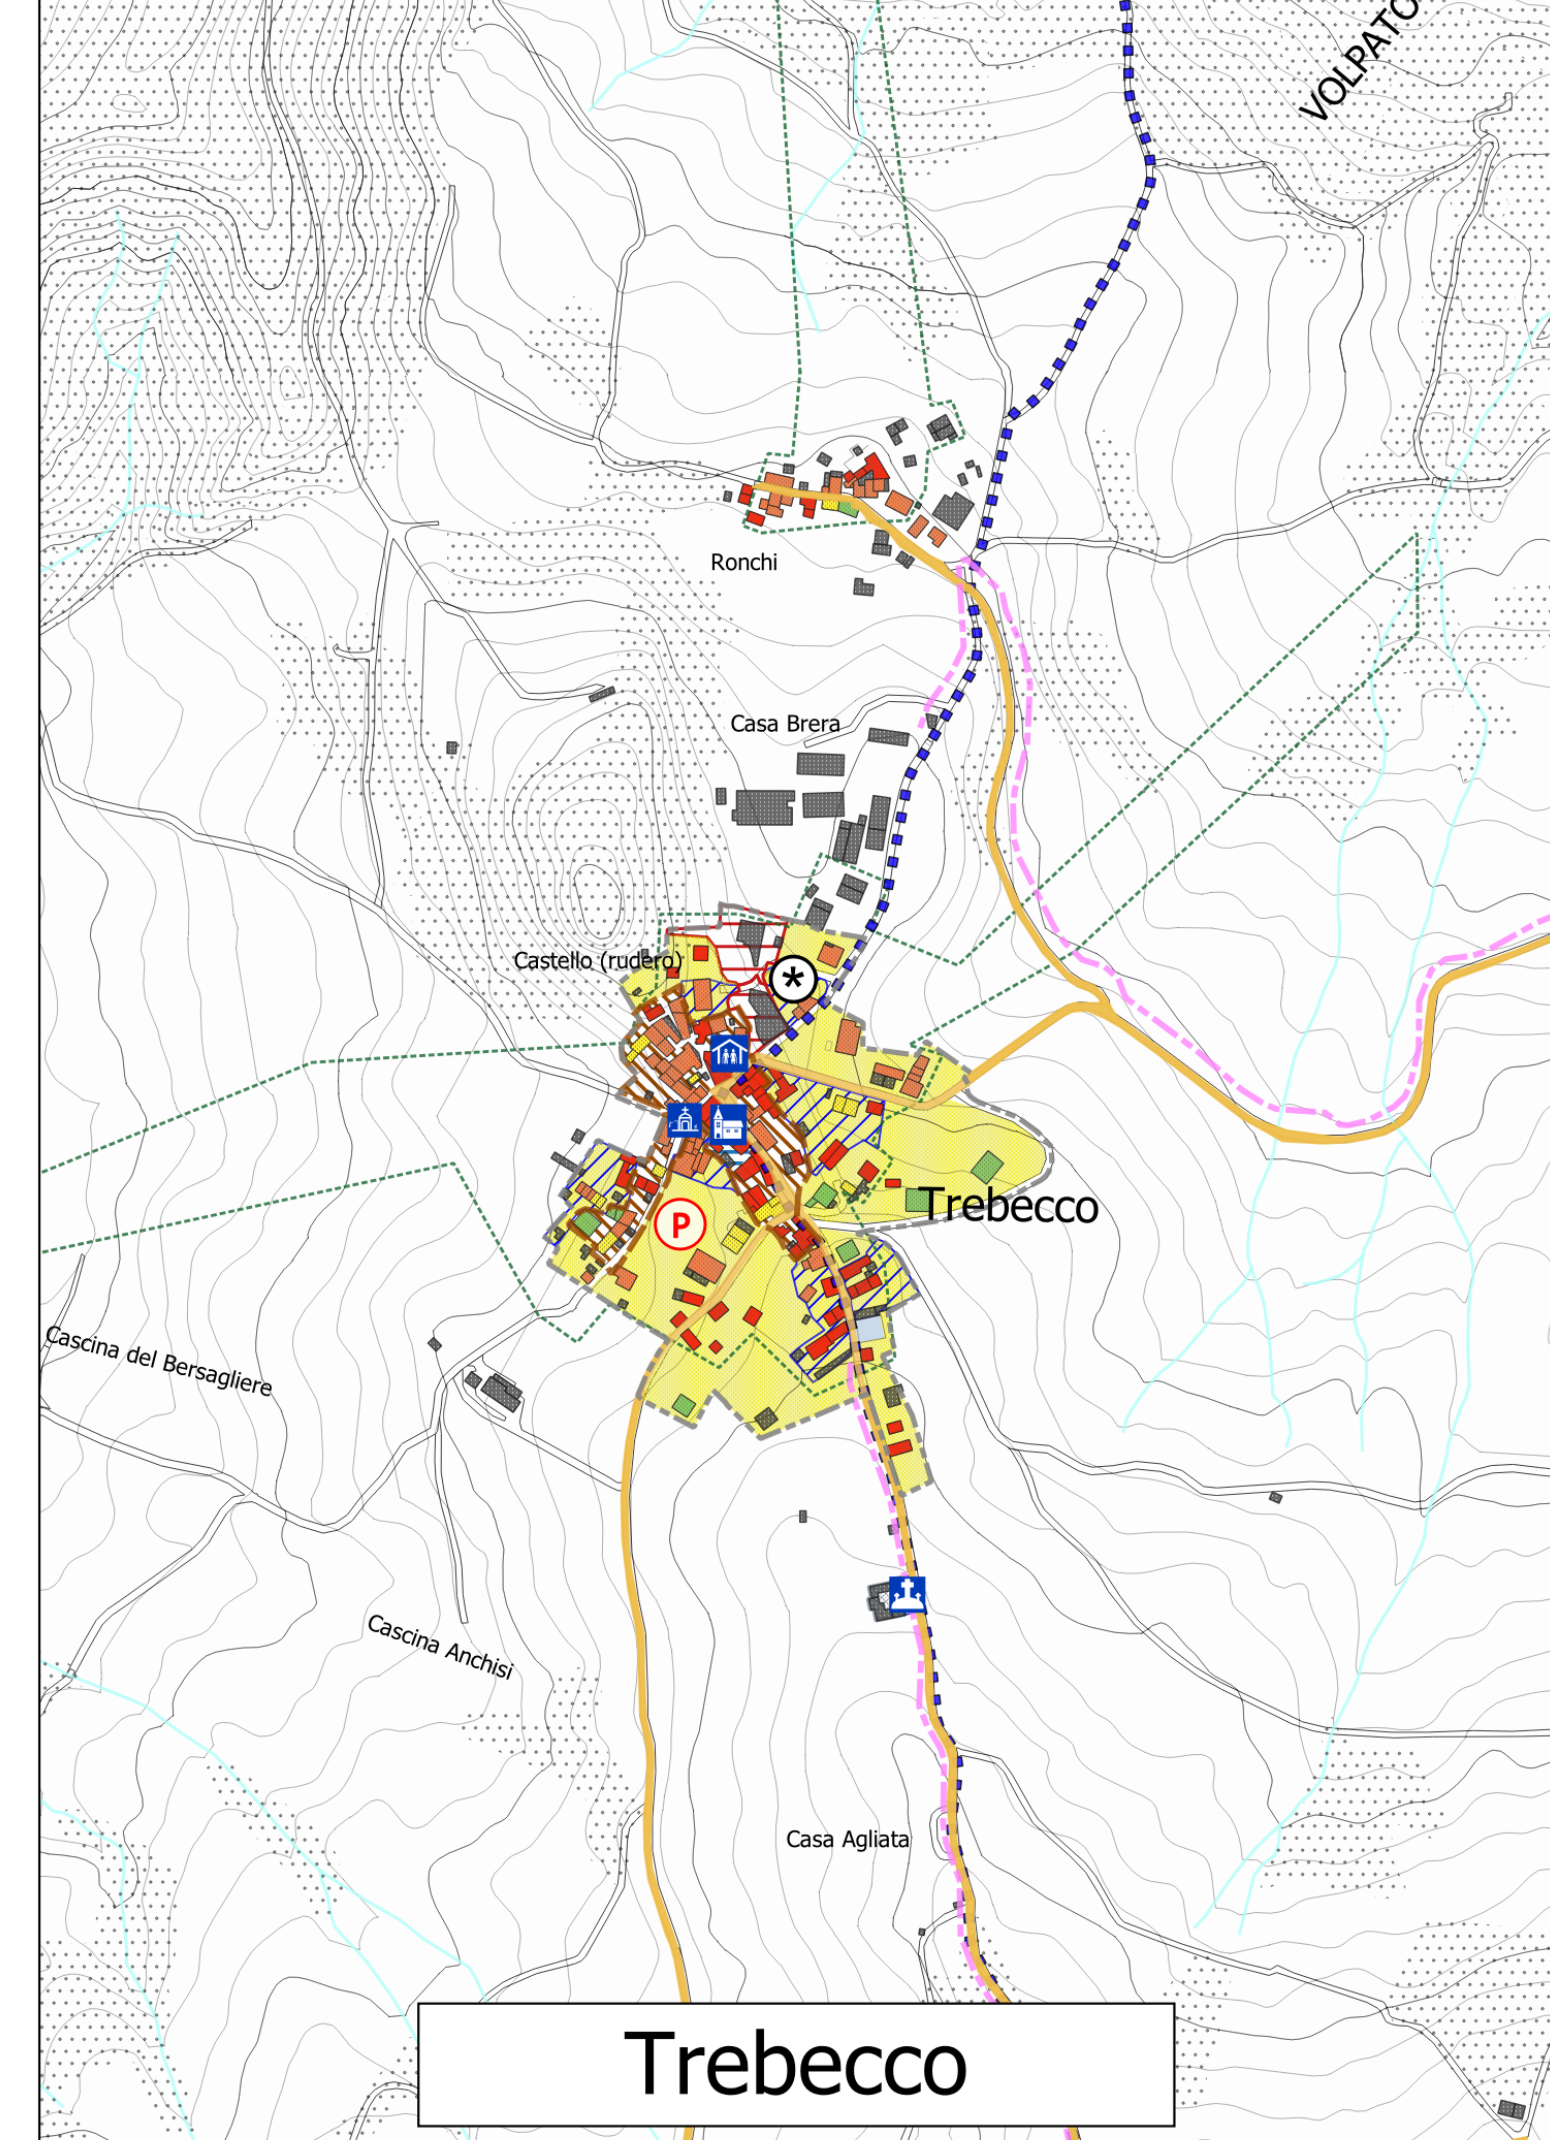 VOLPATO
Ronchi
Casa Brera
Castello (rudero)
*
Trebecco
P
Cascina del Bersagliere
Cascina Anchisi
Casa Agliata
Trebecco